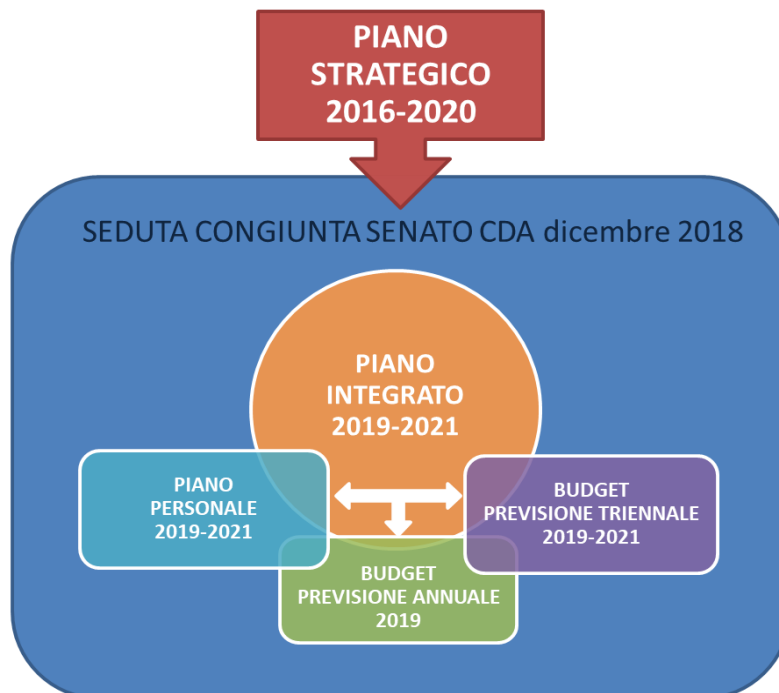 PIANO
STRATEGICO
2016-2020
SEDUTA CONGIUNTA SENATO CDA dicembre 2018
PIANO
INTEGRATO
2019-2021
PIANO
PERSONALE
2019-2021
BUDGET
PREVISIONE TRIENNALE
2019-2021
BUDGET
PREVISIONE ANNUALE
2019